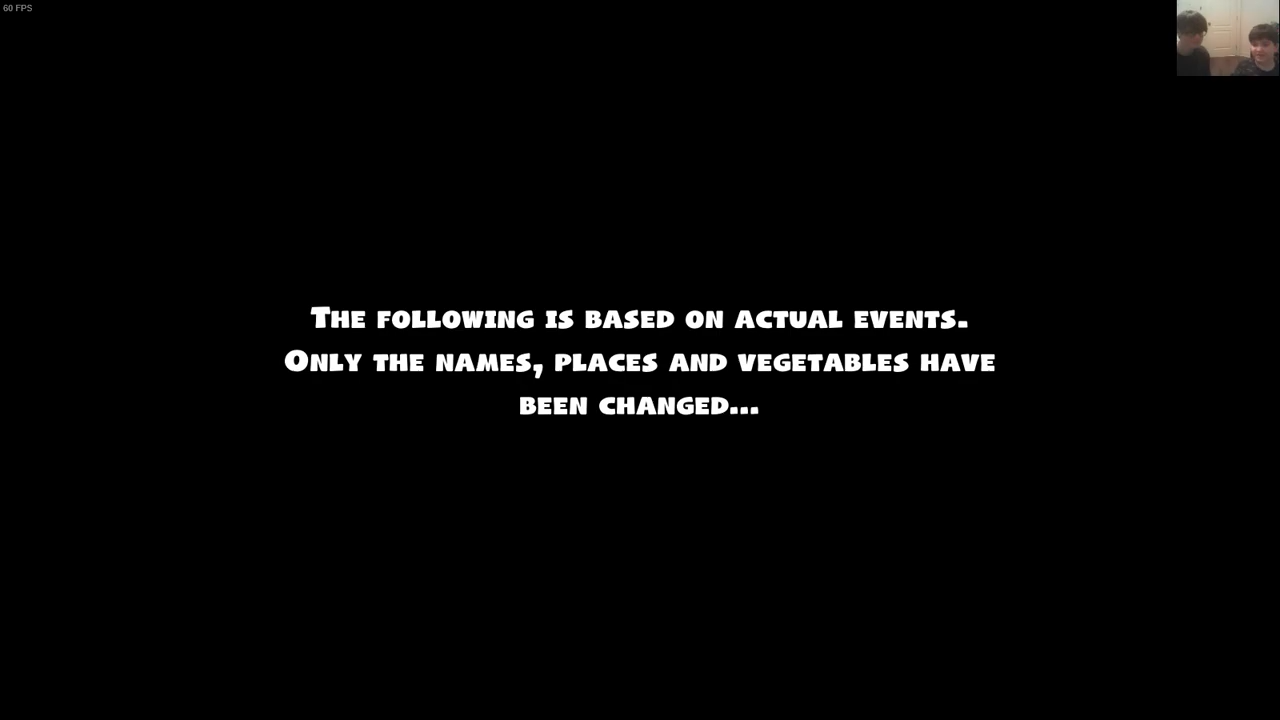 60 FPS
The following is based on actual events.
Only the names, places and vegetables have
been changed...